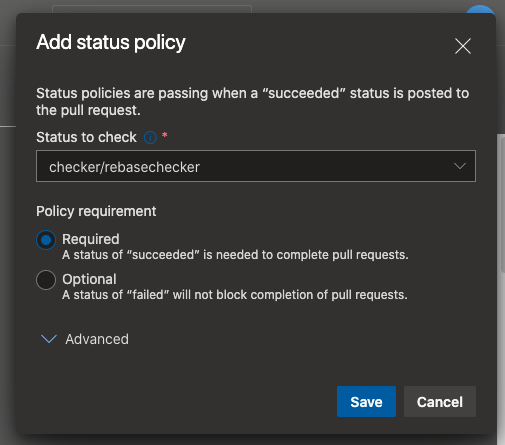 Add status policy
Status policies are passing when a “succeeded” status is posted to
the pull request.
Status to check *
checker/rebasechecker
Policy requirement
Required
A status of “succeeded” is needed to complete pull requests.
Optional
A status of “failed” will not block completion of pull requests.
Advanced
Save Cancel